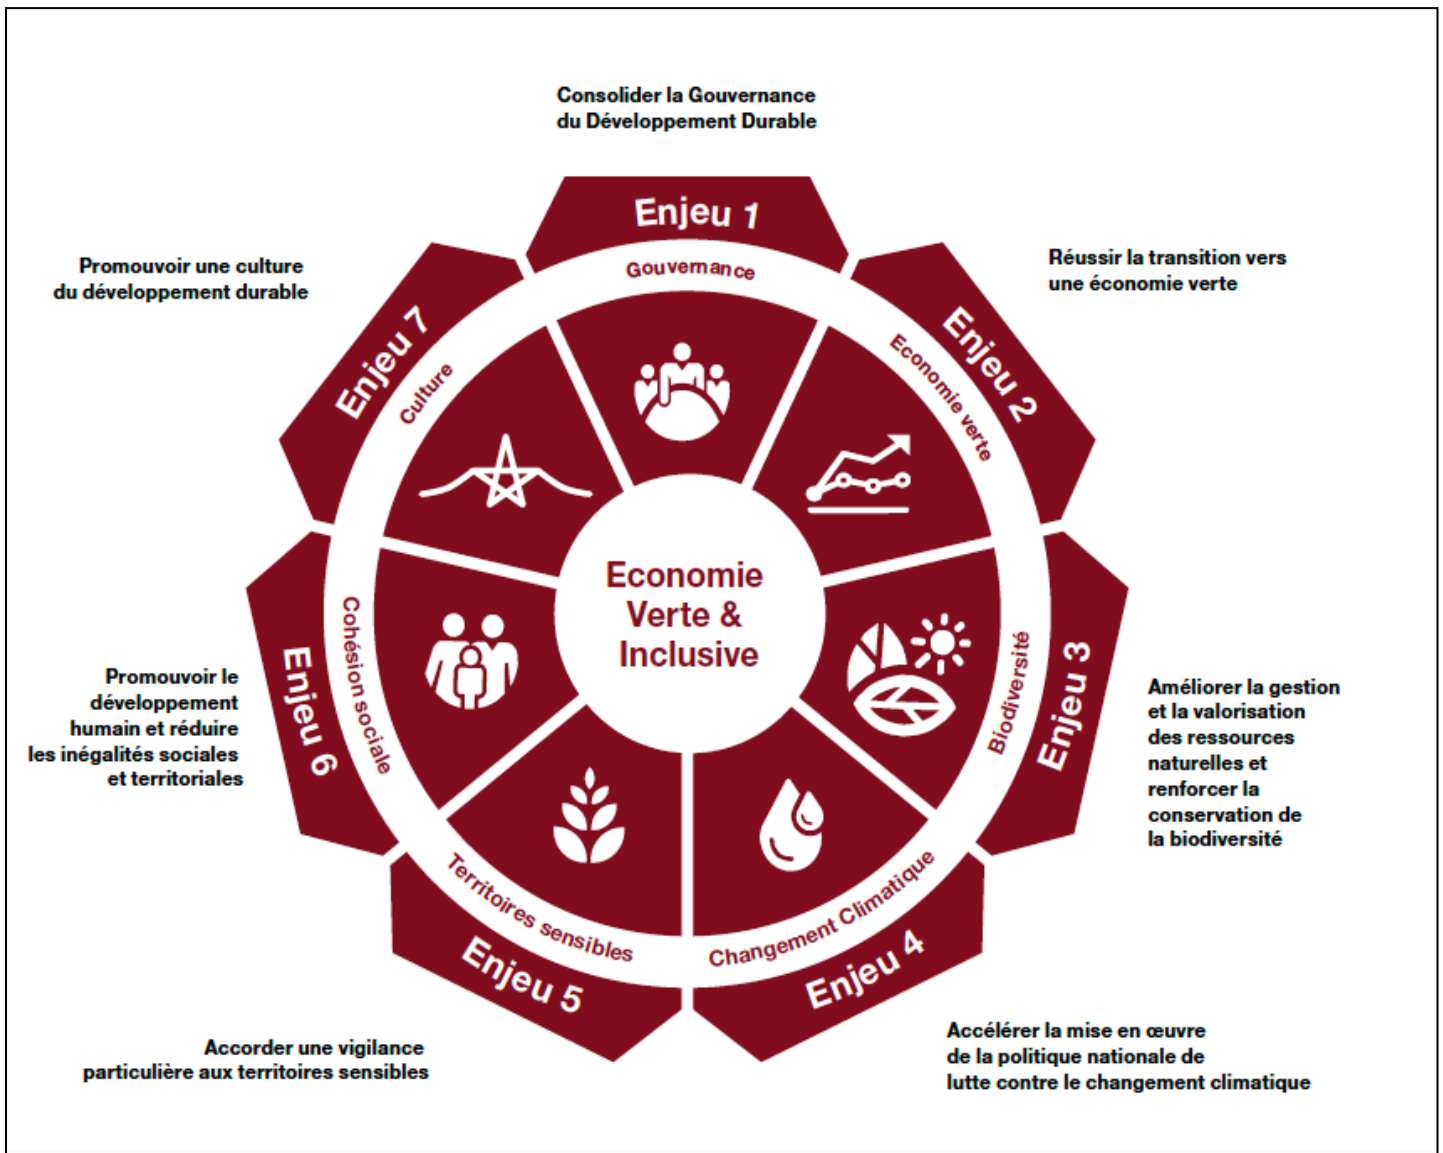 Consolider la Gouvernance
du Développement Durable
Enjeu 1
Gouvernance
Réussir la transition vers
une économie verte
Enjeu 2
Economie verte
Améliorer la gestion
et la valorisation
des ressources
naturelles et
renforcer la
conservation de
la biodiversité
Enjeu 3
Biodiversité
Accélérer la mise en œuvre
de la politique nationale de
lutte contre le changement climatique
Enjeu 4
Changement Climatique
Accorder une vigilance
particulière aux territoires sensibles
Enjeu 5
Territoires sensibles
Promouvoir le
développement
humain et réduire
les inégalités sociales
et territoriales
Enjeu 6
Cohésion sociale
Promouvoir une culture
du développement durable
Enjeu 7
Culture
Economie
Verte &
Inclusive